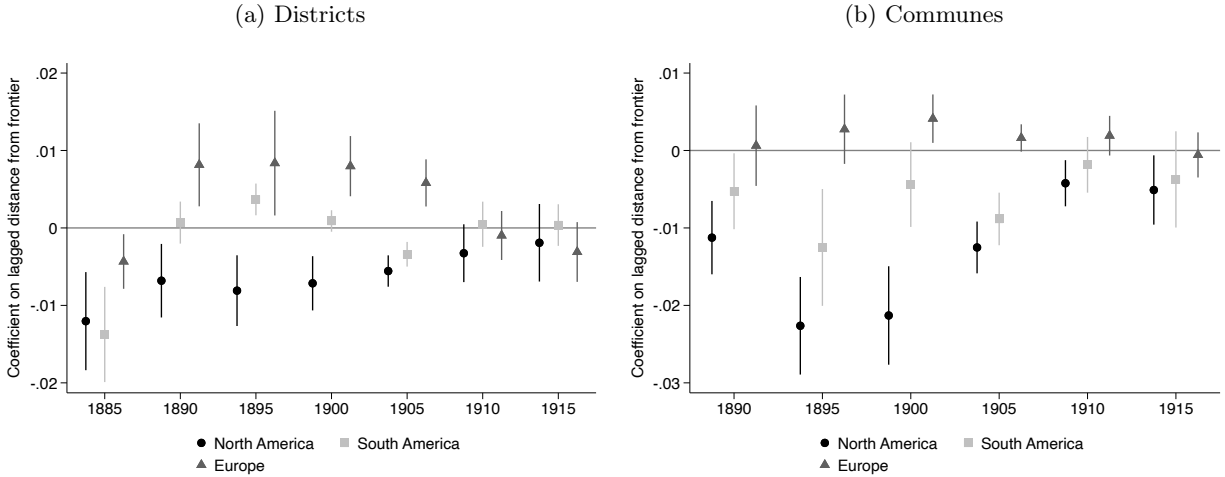 (a) Districts
Coefficient on lagged distance from frontier
.02
.01
0
-.01
-.02
1885 1890 1895 1900 1905 1910 1915
North America South America
Europe
(b) Communes
Coefficient on lagged distance from frontier
.01
0
-.01
-.02
-.03
1890 1895 1900 1905 1910 1915
North America South America
Europe